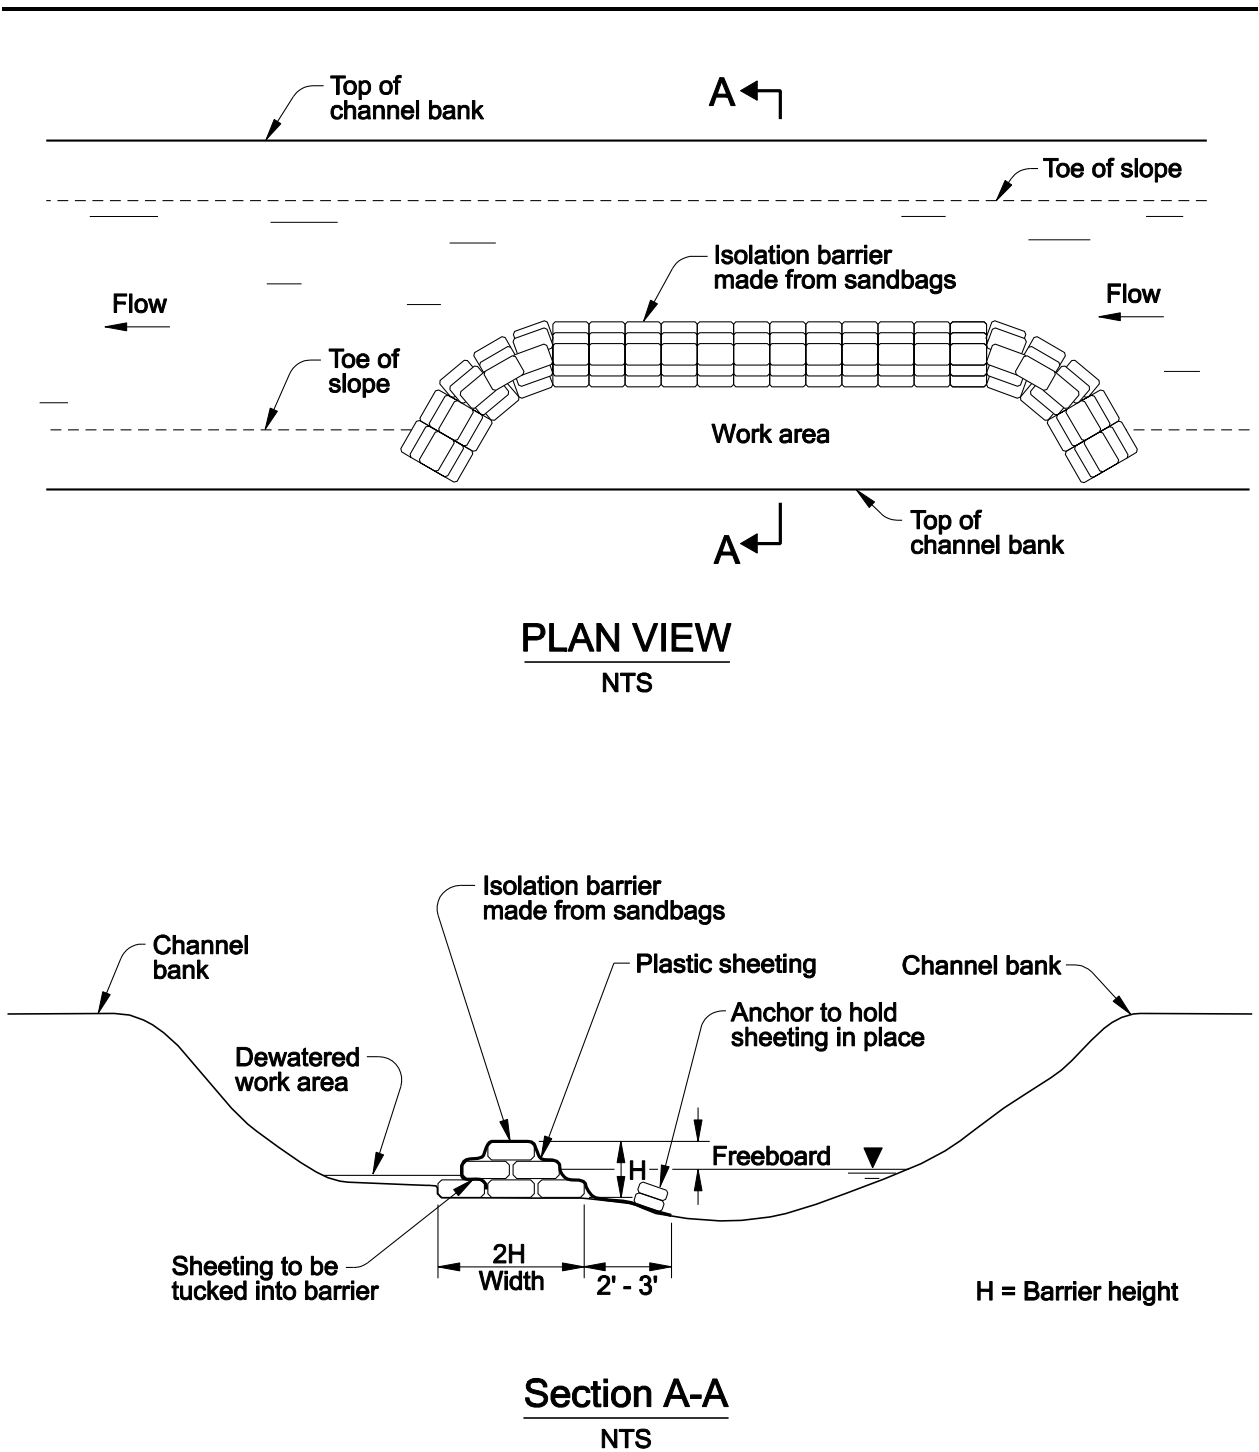 Top of
channel bank
A
Toe of slope
Isolation barrier
made from sandbags
Flow
Flow
Toe of
slope
Work area
A
Top of
channel bank
PLAN VIEW
NTS
Isolation barrier
made from sandbags
Channel
bank
Plastic sheeting
Channel bank
Anchor to hold
sheeting in place
Dewatered
work area
H
Freeboard
Sheeting to be
tucked into barrier
2H
Width
2' - 3'
H = Barrier height
Section A-A
NTS